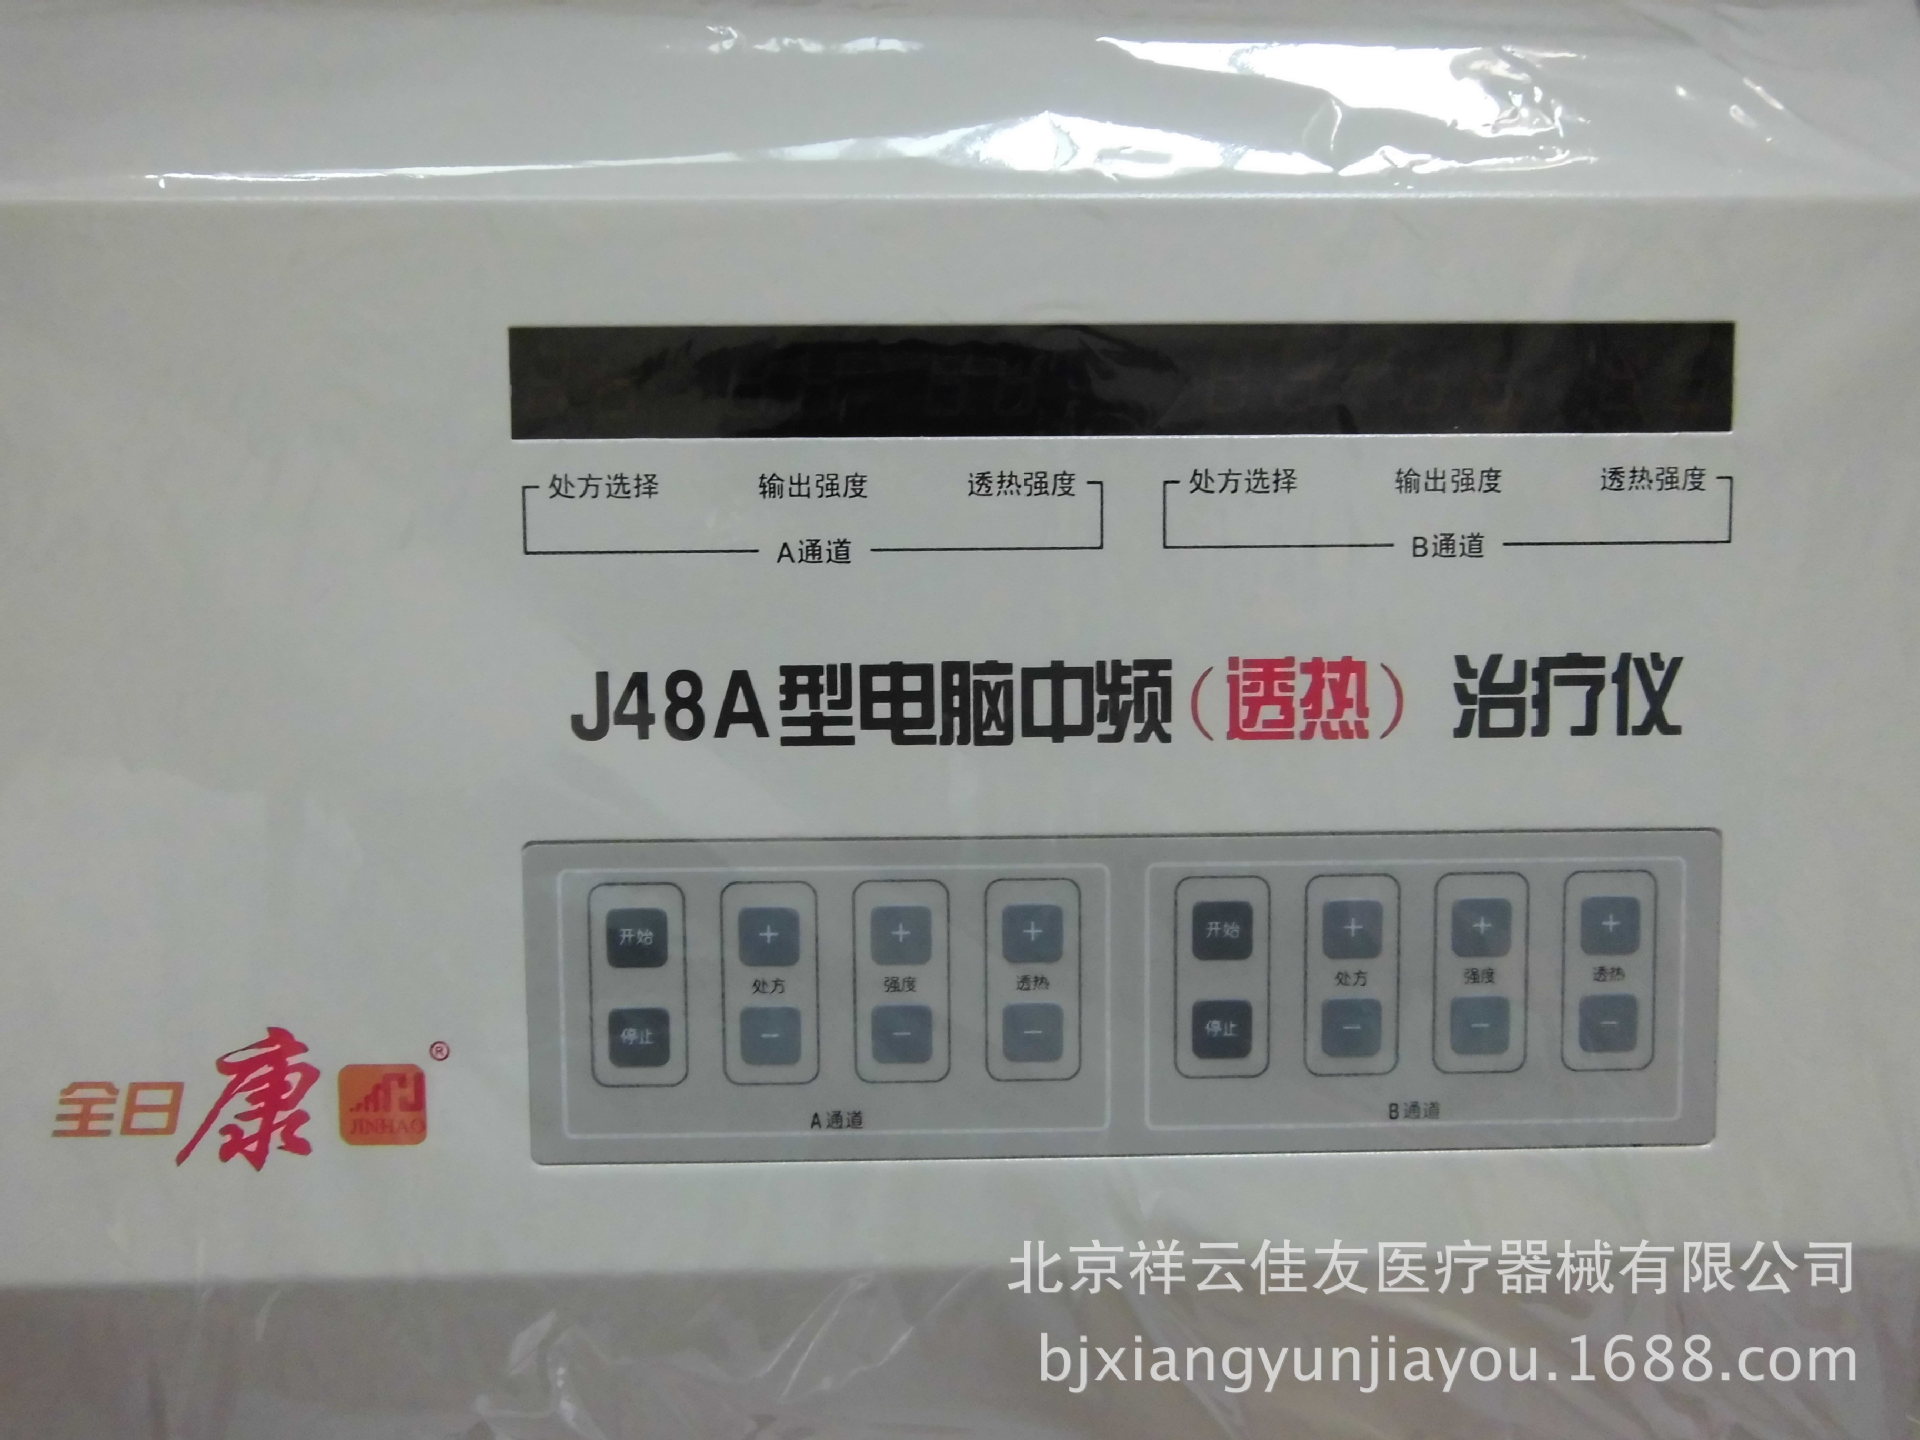 处方选择 输出强度 透热强度 处方选择 输出强度 透热强度
A通道 B通道
J48A型电脑中频(透热)治疗仪
开始 + + + 开始 + + +
处方 强度 透热 处方 强度 透热
停止 - - - 停止 - - -
A通道 B通道
全日康 JINHAO ®
北京祥云佳友医疗器械有限公司
bjxiangyunjiayou.1688.com